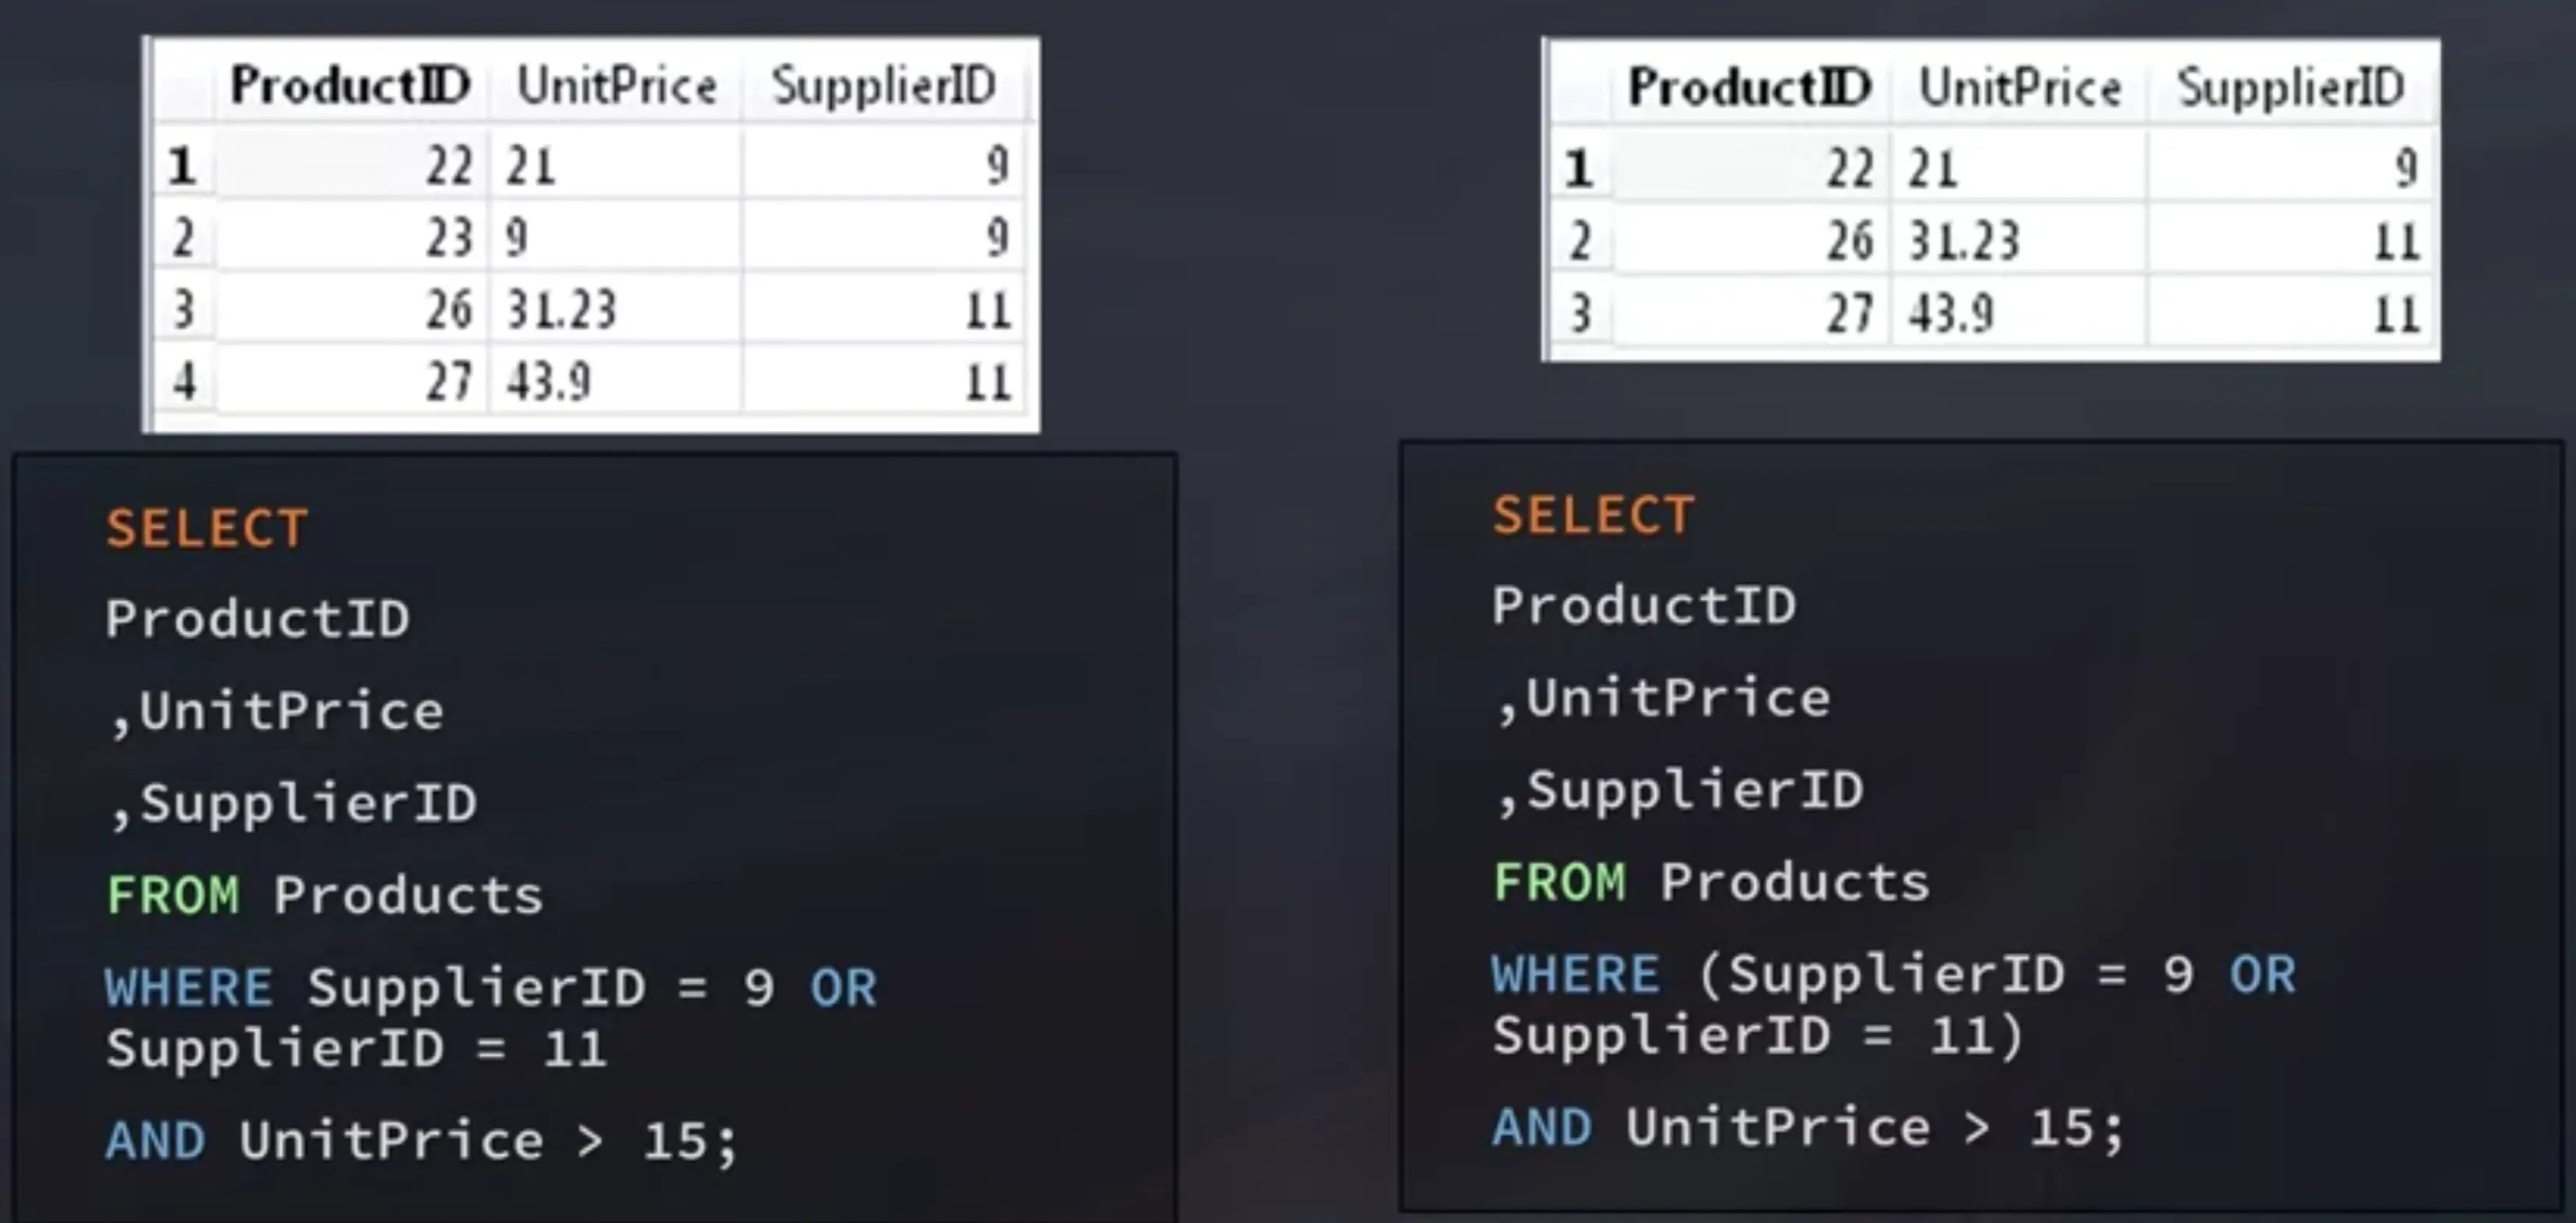 ProductID UnitPrice SupplierID
1 22 21 9
2 23 9 9
3 26 31.23 11
4 27 43.9 11
SELECT
ProductID
,UnitPrice
,SupplierID
FROM Products
WHERE SupplierID = 9 OR
SupplierID = 11
AND UnitPrice > 15;
ProductID UnitPrice SupplierID
1 22 21 9
2 26 31.23 11
3 27 43.9 11
SELECT
ProductID
,UnitPrice
,SupplierID
FROM Products
WHERE (SupplierID = 9 OR
SupplierID = 11)
AND UnitPrice > 15;